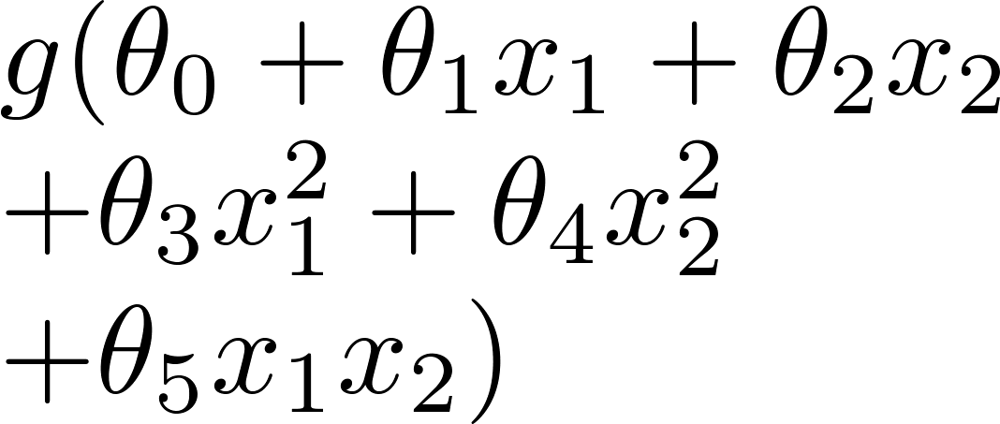 g(θ₀ + θ₁x₁ + θ₂x₂
+θ₃x₁² + θ₄x₂²
+θ₅x₁x₂)